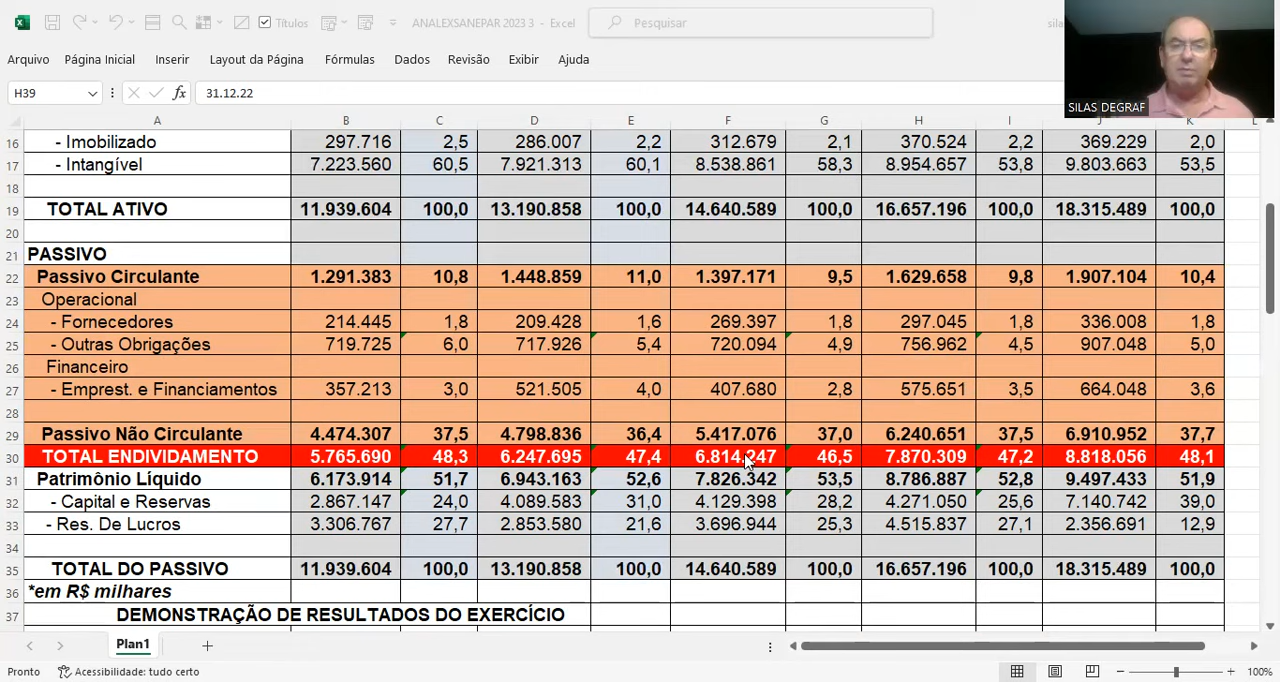 Títulos ANALEXSANEPAR 2023 3 - Excel Pesquisar sila
Arquivo Página Inicial Inserir Layout da Página Fórmulas Dados Revisão Exibir Ajuda
H39 fx 31.12.22
SILAS DEGRAF
A B C D E F G H I J K L
16 - Imobilizado 297.716 2,5 286.007 2,2 312.679 2,1 370.524 2,2 369.229 2,0
17 - Intangível 7.223.560 60,5 7.921.313 60,1 8.538.861 58,3 8.954.657 53,8 9.803.663 53,5
18
19 TOTAL ATIVO 11.939.604 100,0 13.190.858 100,0 14.640.589 100,0 16.657.196 100,0 18.315.489 100,0
20
21 PASSIVO
22 Passivo Circulante 1.291.383 10,8 1.448.859 11,0 1.397.171 9,5 1.629.658 9,8 1.907.104 10,4
23 Operacional
24 - Fornecedores 214.445 1,8 209.428 1,6 269.397 1,8 297.045 1,8 336.008 1,8
25 - Outras Obrigações 719.725 6,0 717.926 5,4 720.094 4,9 756.962 4,5 907.048 5,0
26 Financeiro
27 - Emprest. e Financiamentos 357.213 3,0 521.505 4,0 407.680 2,8 575.651 3,5 664.048 3,6
28
29 Passivo Não Circulante 4.474.307 37,5 4.798.836 36,4 5.417.076 37,0 6.240.651 37,5 6.910.952 37,7
30 TOTAL ENDIVIDAMENTO 5.765.690 48,3 6.247.695 47,4 6.814.247 46,5 7.870.309 47,2 8.818.056 48,1
31 Patrimônio Líquido 6.173.914 51,7 6.943.163 52,6 7.826.342 53,5 8.786.887 52,8 9.497.433 51,9
32 - Capital e Reservas 2.867.147 24,0 4.089.583 31,0 4.129.398 28,2 4.271.050 25,6 7.140.742 39,0
33 - Res. De Lucros 3.306.767 27,7 2.853.580 21,6 3.696.944 25,3 4.515.837 27,1 2.356.691 12,9
34
35 TOTAL DO PASSIVO 11.939.604 100,0 13.190.858 100,0 14.640.589 100,0 16.657.196 100,0 18.315.489 100,0
36 *em R$ milhares
37 DEMONSTRAÇÃO DE RESULTADOS DO EXERCÍCIO
Plan1
Pronto Acessibilidade: tudo certo 100%